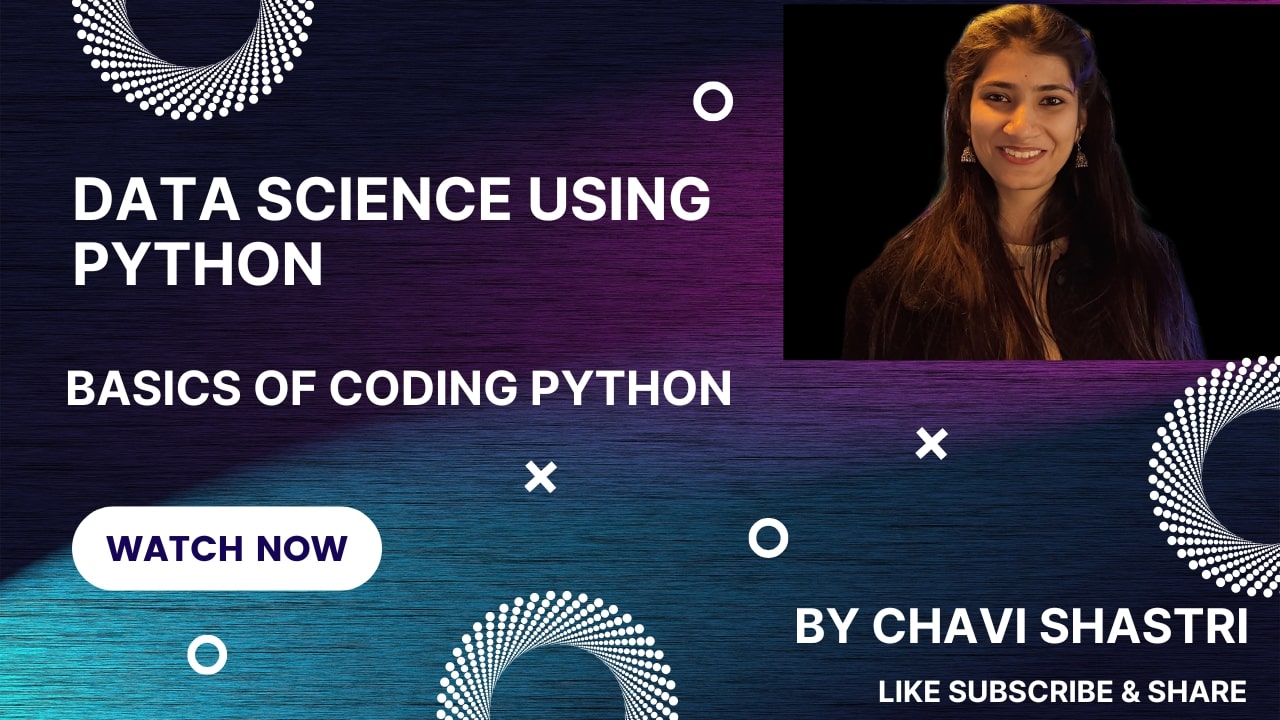 DATA SCIENCE USING
PYTHON
BASICS OF CODING PYTHON
WATCH NOW
BY CHAVI SHASTRI
LIKE SUBSCRIBE & SHARE